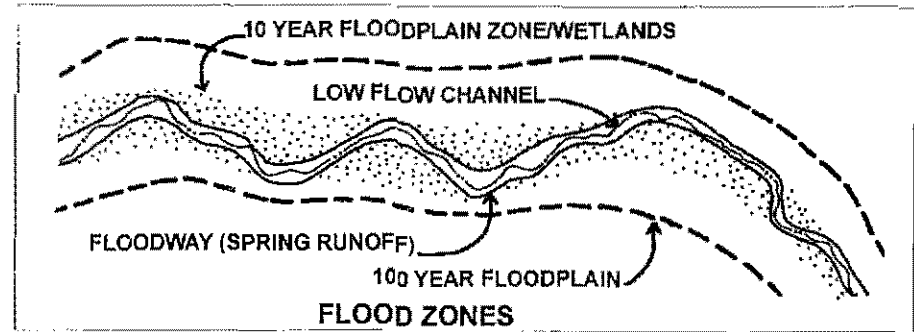 10 YEAR FLOODPLAIN ZONE/WETLANDS
LOW FLOW CHANNEL
FLOODWAY (SPRING RUNOFF)
100 YEAR FLOODPLAIN
FLOOD ZONES